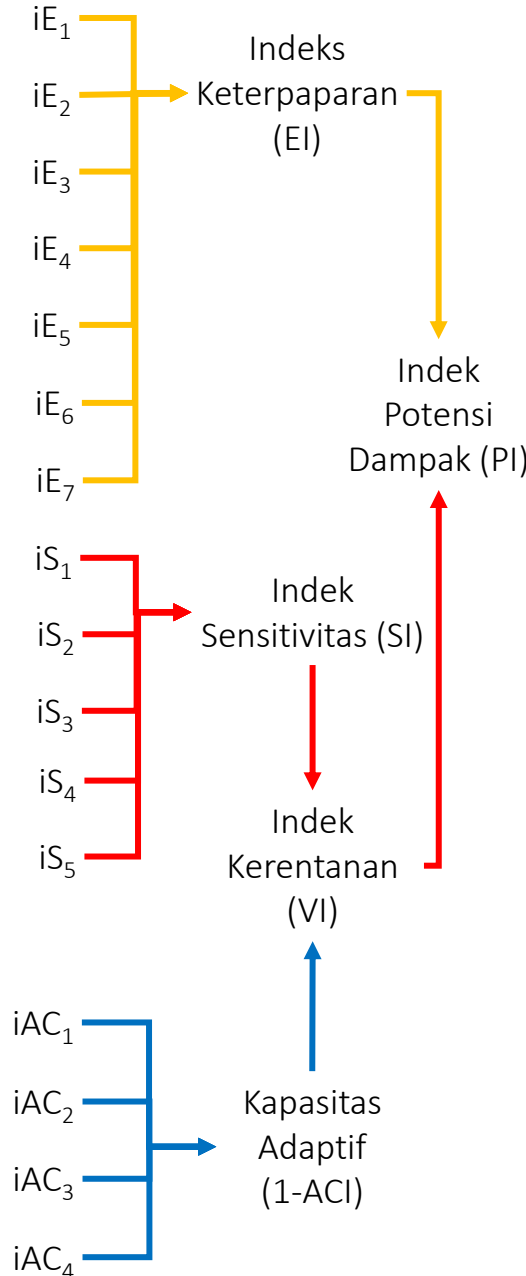 iE₁
iE₂
iE₃
iE₄
iE₅
iE₆
iE₇
Indeks
Keterpaparan
(EI)
Indek
Potensi
Dampak (PI)
iS₁
iS₂
iS₃
iS₄
iS₅
Indek
Sensitivitas (SI)
Indek
Kerentanan
(VI)
iAC₁
iAC₂
iAC₃
iAC₄
Kapasitas
Adaptif
(1-ACI)